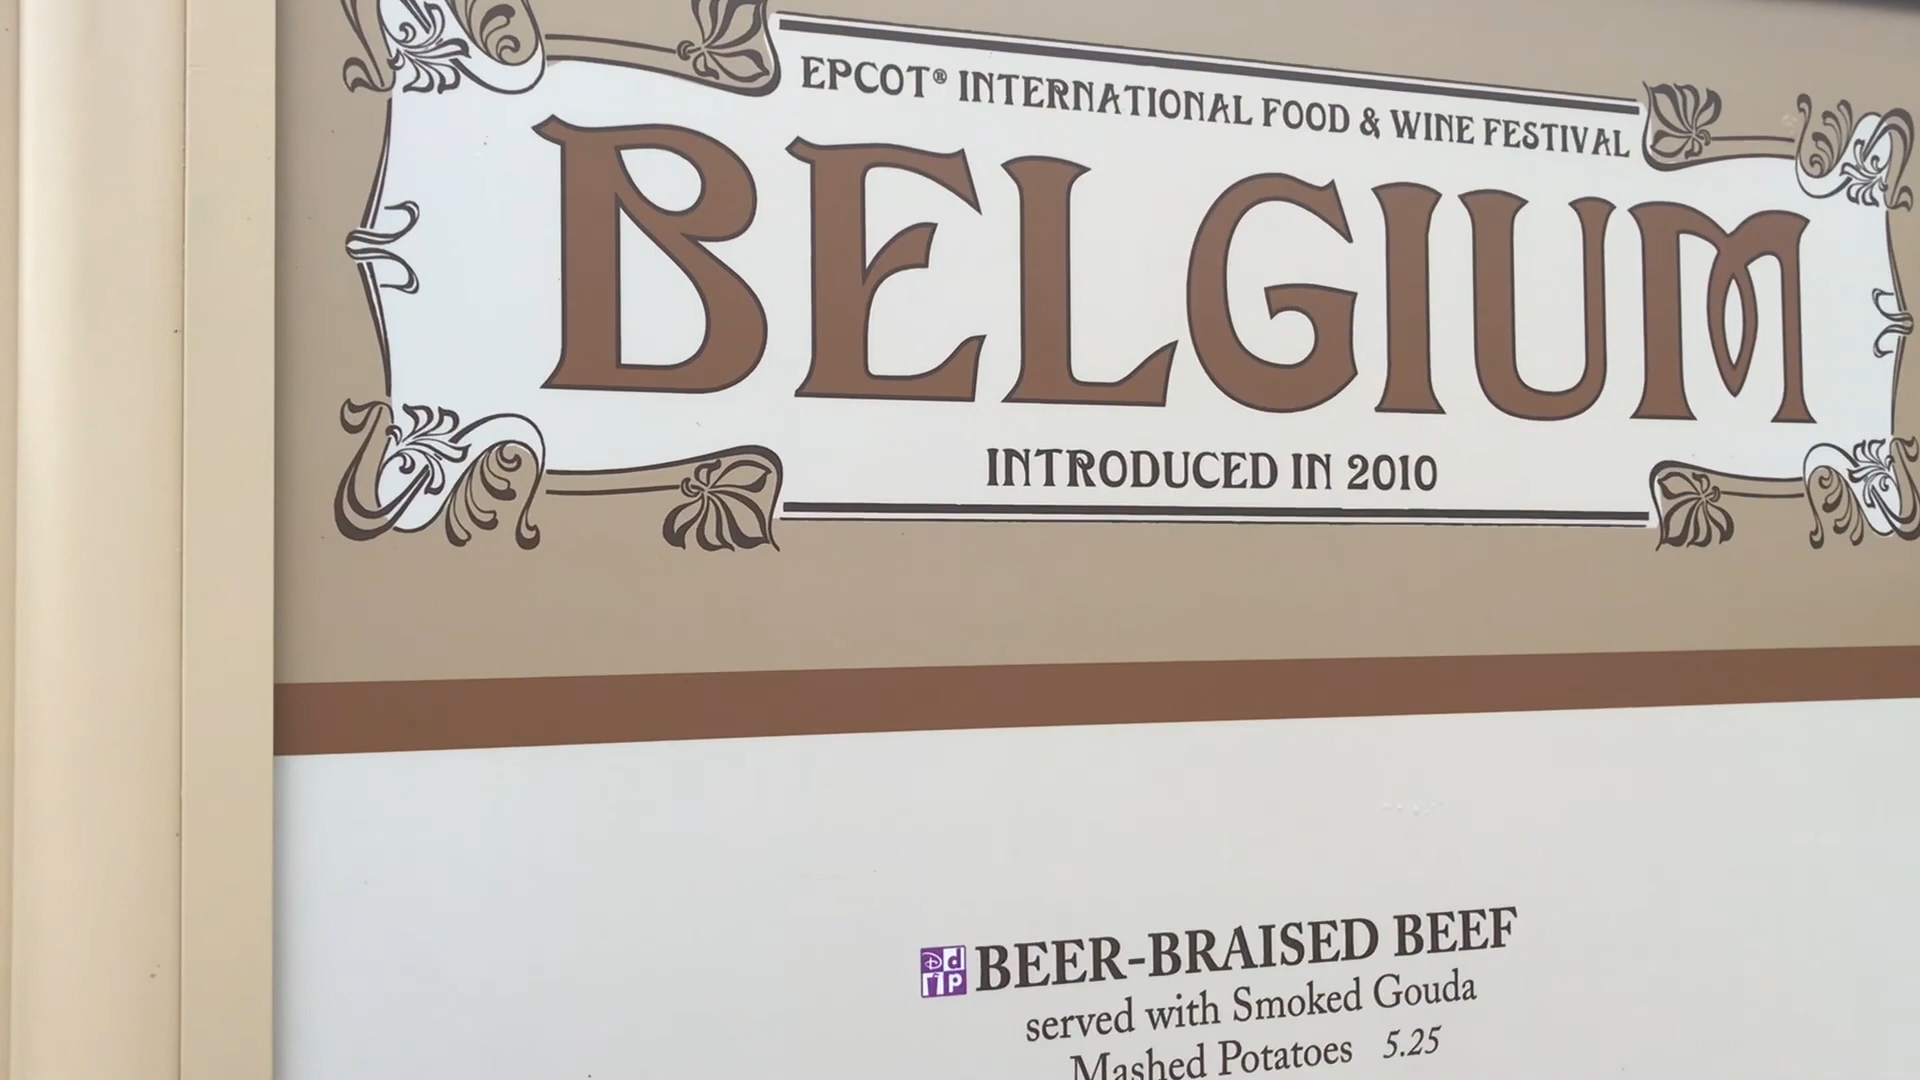 EPCOT® INTERNATIONAL FOOD & WINE FESTIVAL
BELGIUM
INTRODUCED IN 2010
BEER-BRAISED BEEF
served with Smoked Gouda
Mashed Potatoes 5.25